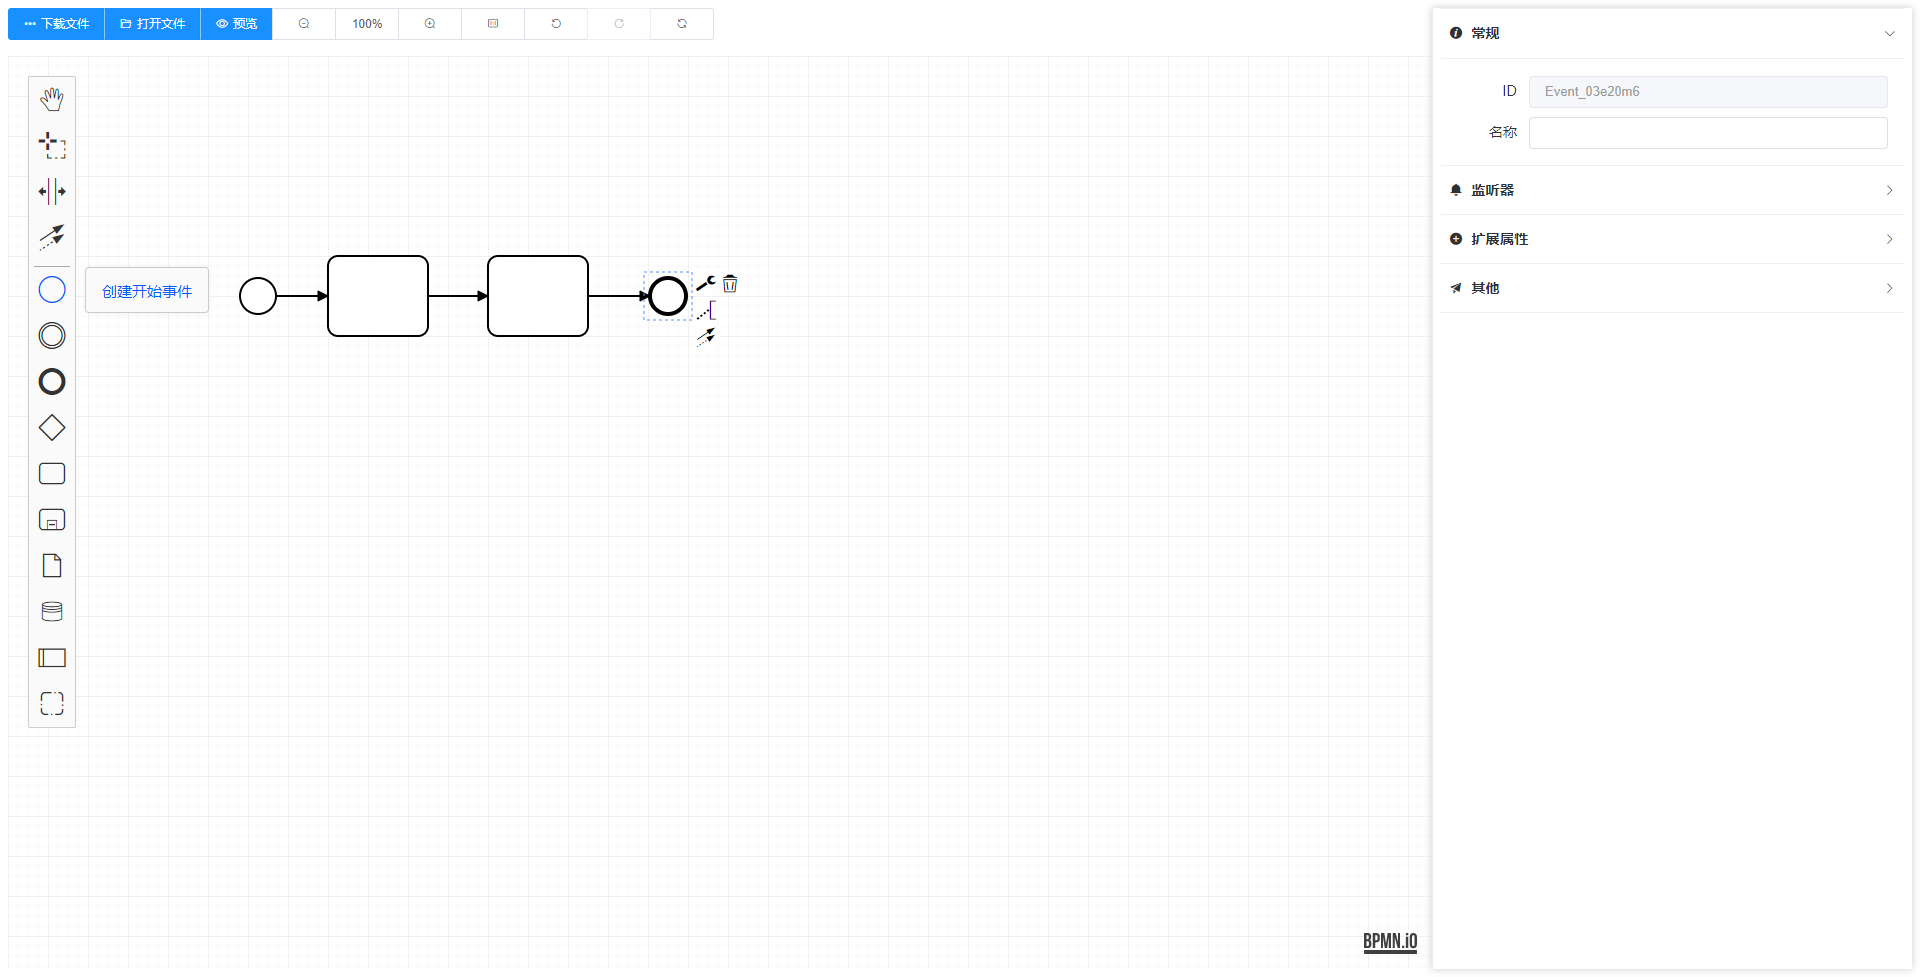 下载文件
打开文件
预览
100%
创建开始事件
常规
ID
Event_03e20m6
名称
监听器
扩展属性
其他
BPMN.iO